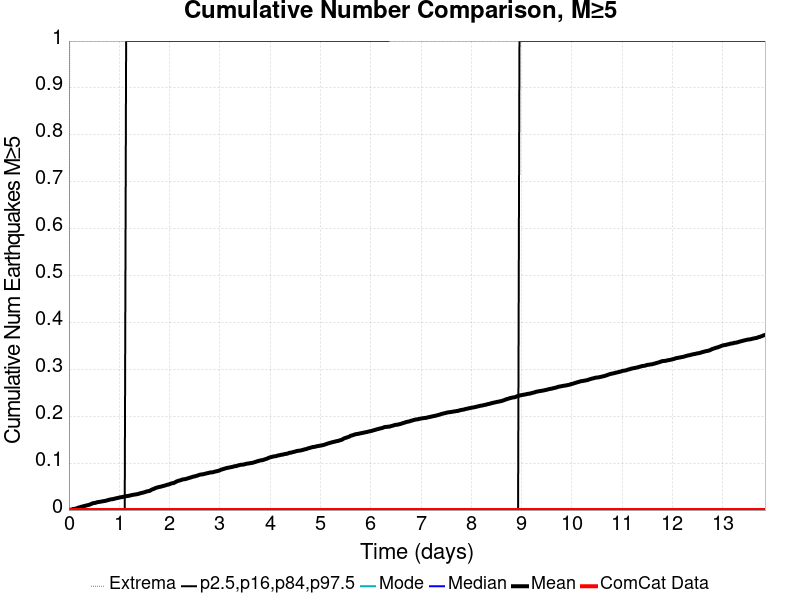 Cumulative Number Comparison, M≥5
Cumulative Num Earthquakes M≥5
1
0.9
0.8
0.7
0.6
0.5
0.4
0.3
0.2
0.1
0
0 1 2 3 4 5 6 7 8 9 10 11 12 13
Time (days)
Extrema p2.5,p16,p84,p97.5 Mode Median Mean ComCat Data